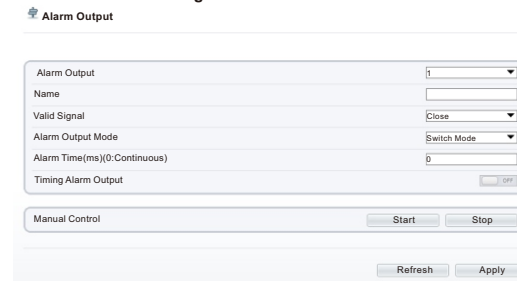 Alarm Output
Alarm Output 1
Name
Valid Signal Close
Alarm Output Mode Switch Mode
Alarm Time(ms)(0:Continuous) 0
Timing Alarm Output OFF
Manual Control Start Stop
Refresh Apply